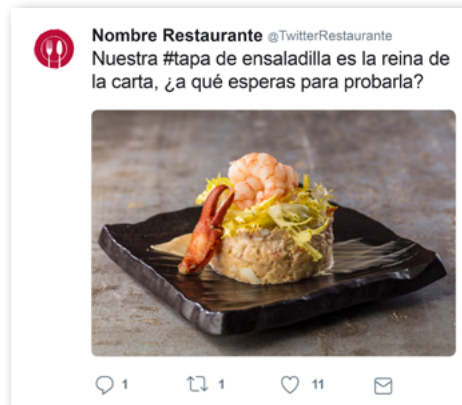 Nombre Restaurante @TwitterRestaurante
Nuestra #tapa de ensaladilla es la reina de
la carta, ¿a qué esperas para probarla?
1 1 11